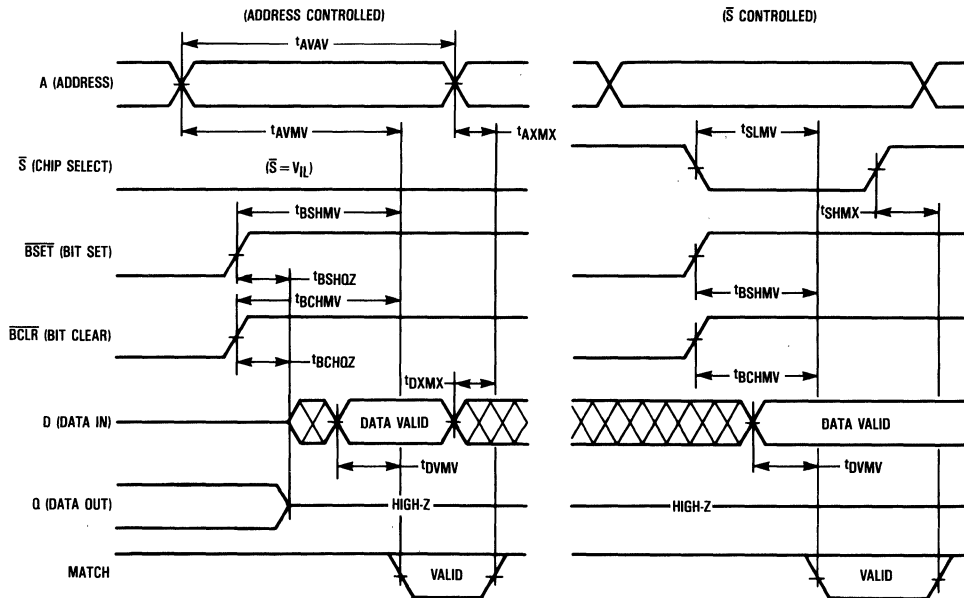 (ADDRESS CONTROLLED)
(S̅ CONTROLLED)
tAVAV
A (ADDRESS)
tAVMV
tAXMX
tSLMV
S̅ (CHIP SELECT)
(S̅ = VIL)
tSHMX
tBSHMV
B̅S̅E̅T̅ (BIT SET)
tBSHQZ
tBSHMV
tBCHMV
B̅C̅L̅R̅ (BIT CLEAR)
tBCHQZ
tBCHMV
tDXMX
D (DATA IN)
DATA VALID
DATA VALID
tDVMV
tDVMV
Q (DATA OUT)
HIGH-Z
HIGH-Z
MATCH
VALID
VALID